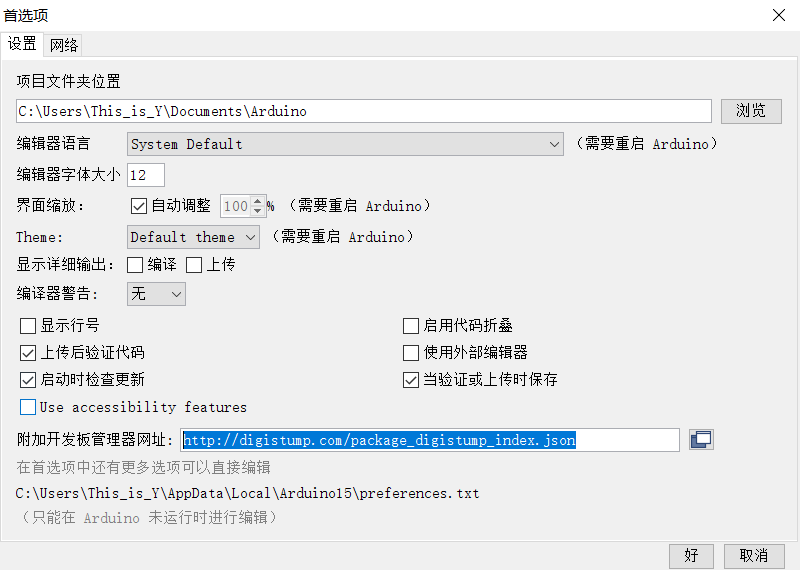 首选项
设置 网络
项目文件夹位置
C:\Users\This_is_Y\Documents\Arduino 浏览
编辑器语言 System Default （需要重启 Arduino）
编辑器字体大小 12
界面缩放： 自动调整 100 % （需要重启 Arduino）
Theme: Default theme （需要重启 Arduino）
显示详细输出： 编译 上传
编译器警告: 无
显示行号 启用代码折叠
上传后验证代码 使用外部编辑器
启动时检查更新 当验证或上传时保存
Use accessibility features
附加开发板管理器网址: http://digistump.com/package_digistump_index.json
在首选项中还有更多选项可以直接编辑
C:\Users\This_is_Y\AppData\Local\Arduino15\preferences.txt
（只能在 Arduino 未运行时进行编辑）
好 取消